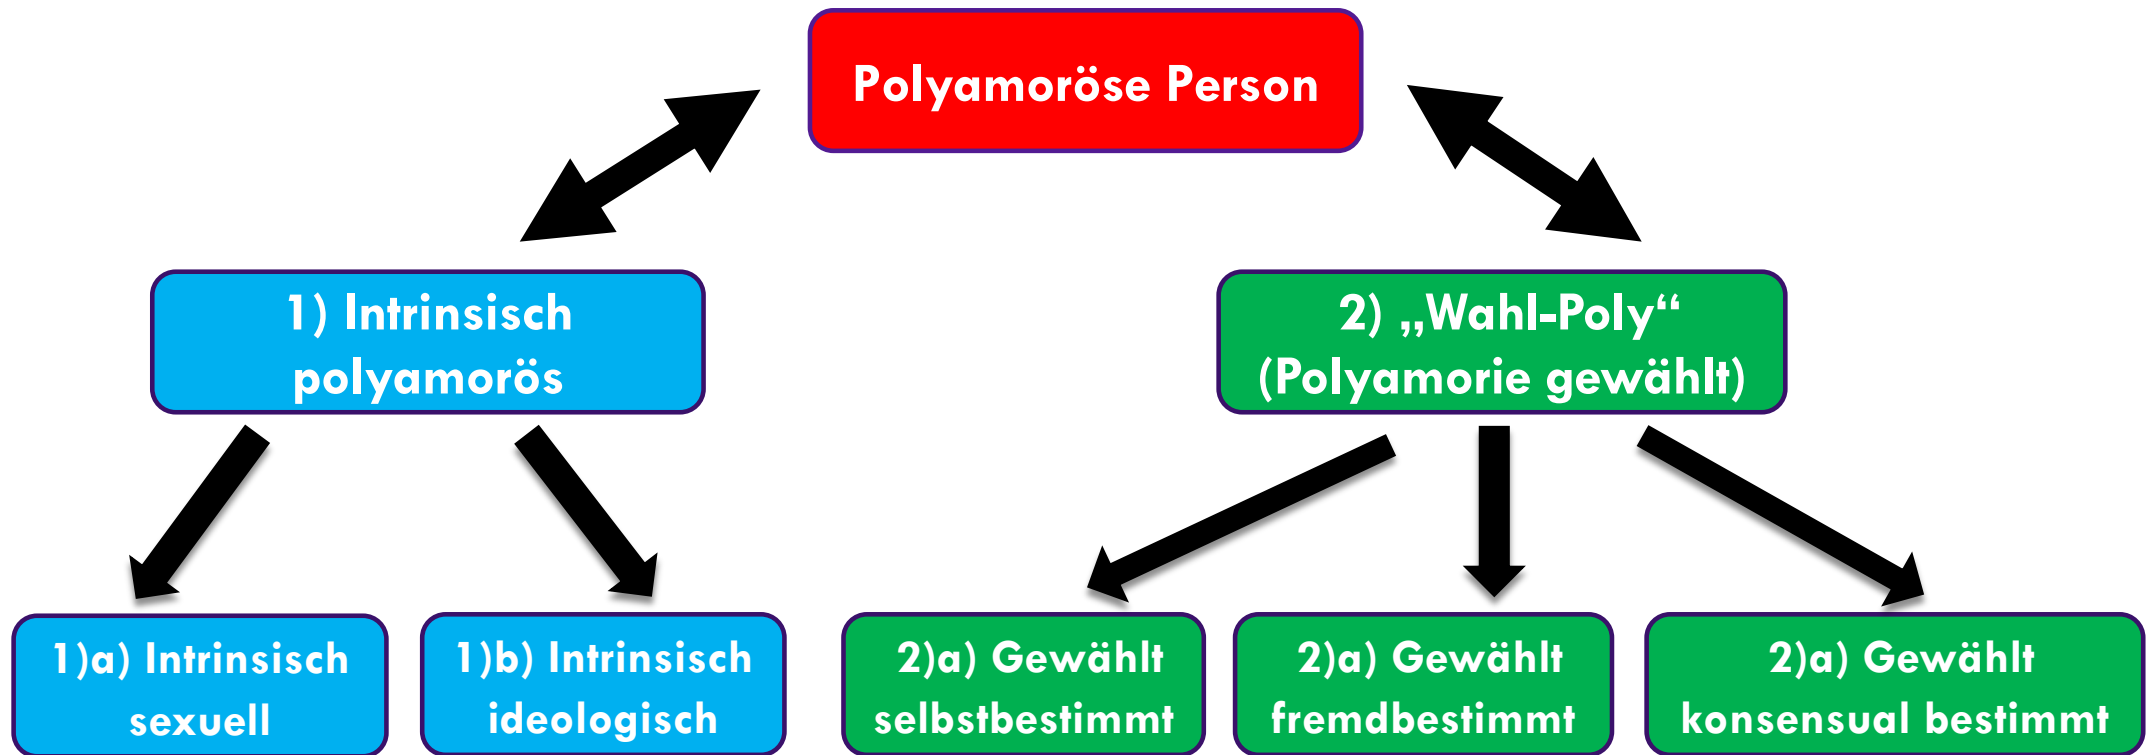 Polyamoröse Person
1) Intrinsisch
polyamorös
2) „Wahl-Poly“
(Polyamorie gewählt)
1)a) Intrinsisch
sexuell
1)b) Intrinsisch
ideologisch
2)a) Gewählt
selbstbestimmt
2)a) Gewählt
fremdbestimmt
2)a) Gewählt
konsensual bestimmt